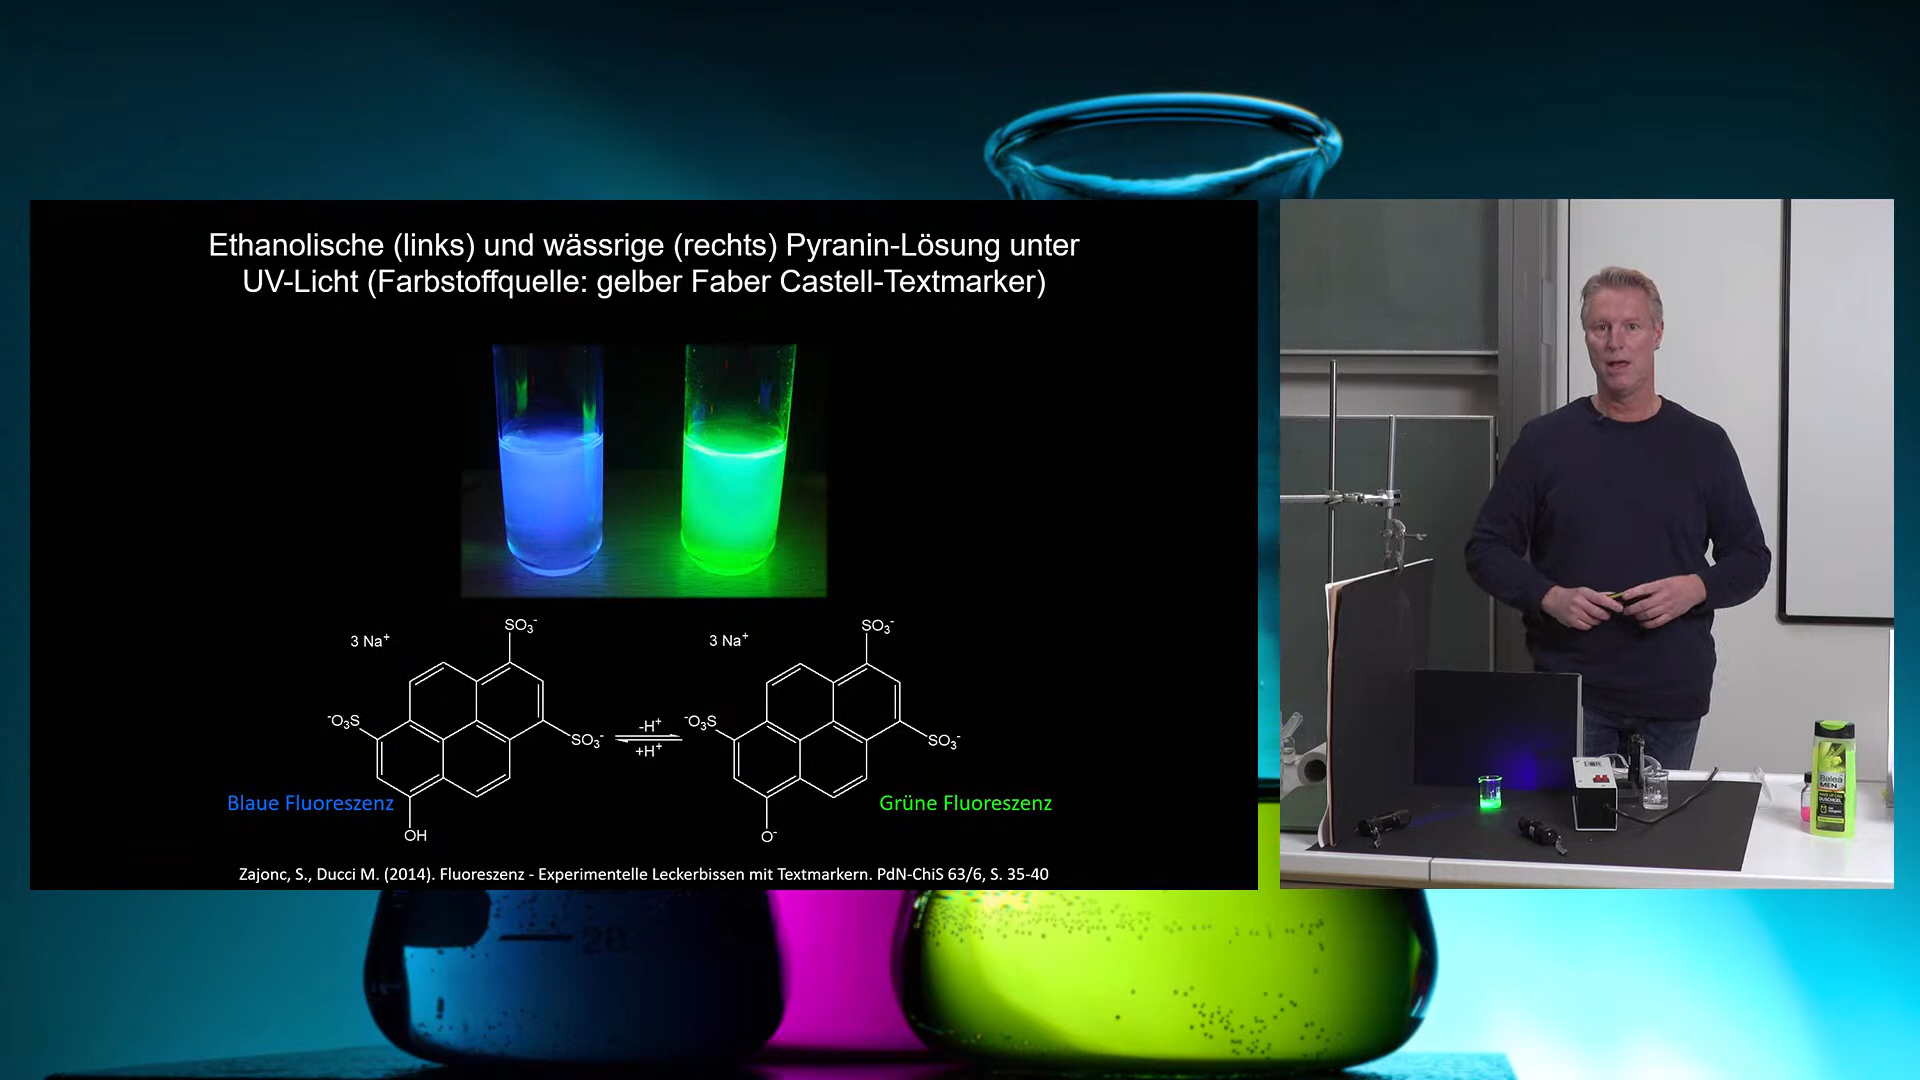 Ethanolische (links) und wässrige (rechts) Pyranin-Lösung unter
UV-Licht (Farbstoffquelle: gelber Faber Castell-Textmarker)
SO₃⁻
3 Na⁺
⁻O₃S
SO₃⁻
OH
-H⁺
+H⁺
SO₃⁻
3 Na⁺
⁻O₃S
SO₃⁻
O⁻
Blaue Fluoreszenz
Grüne Fluoreszenz
Zajonc, S., Ducci M. (2014). Fluoreszenz - Experimentelle Leckerbissen mit Textmarkern. PdN-ChiS 63/6, S. 35-40
Balea
MEN